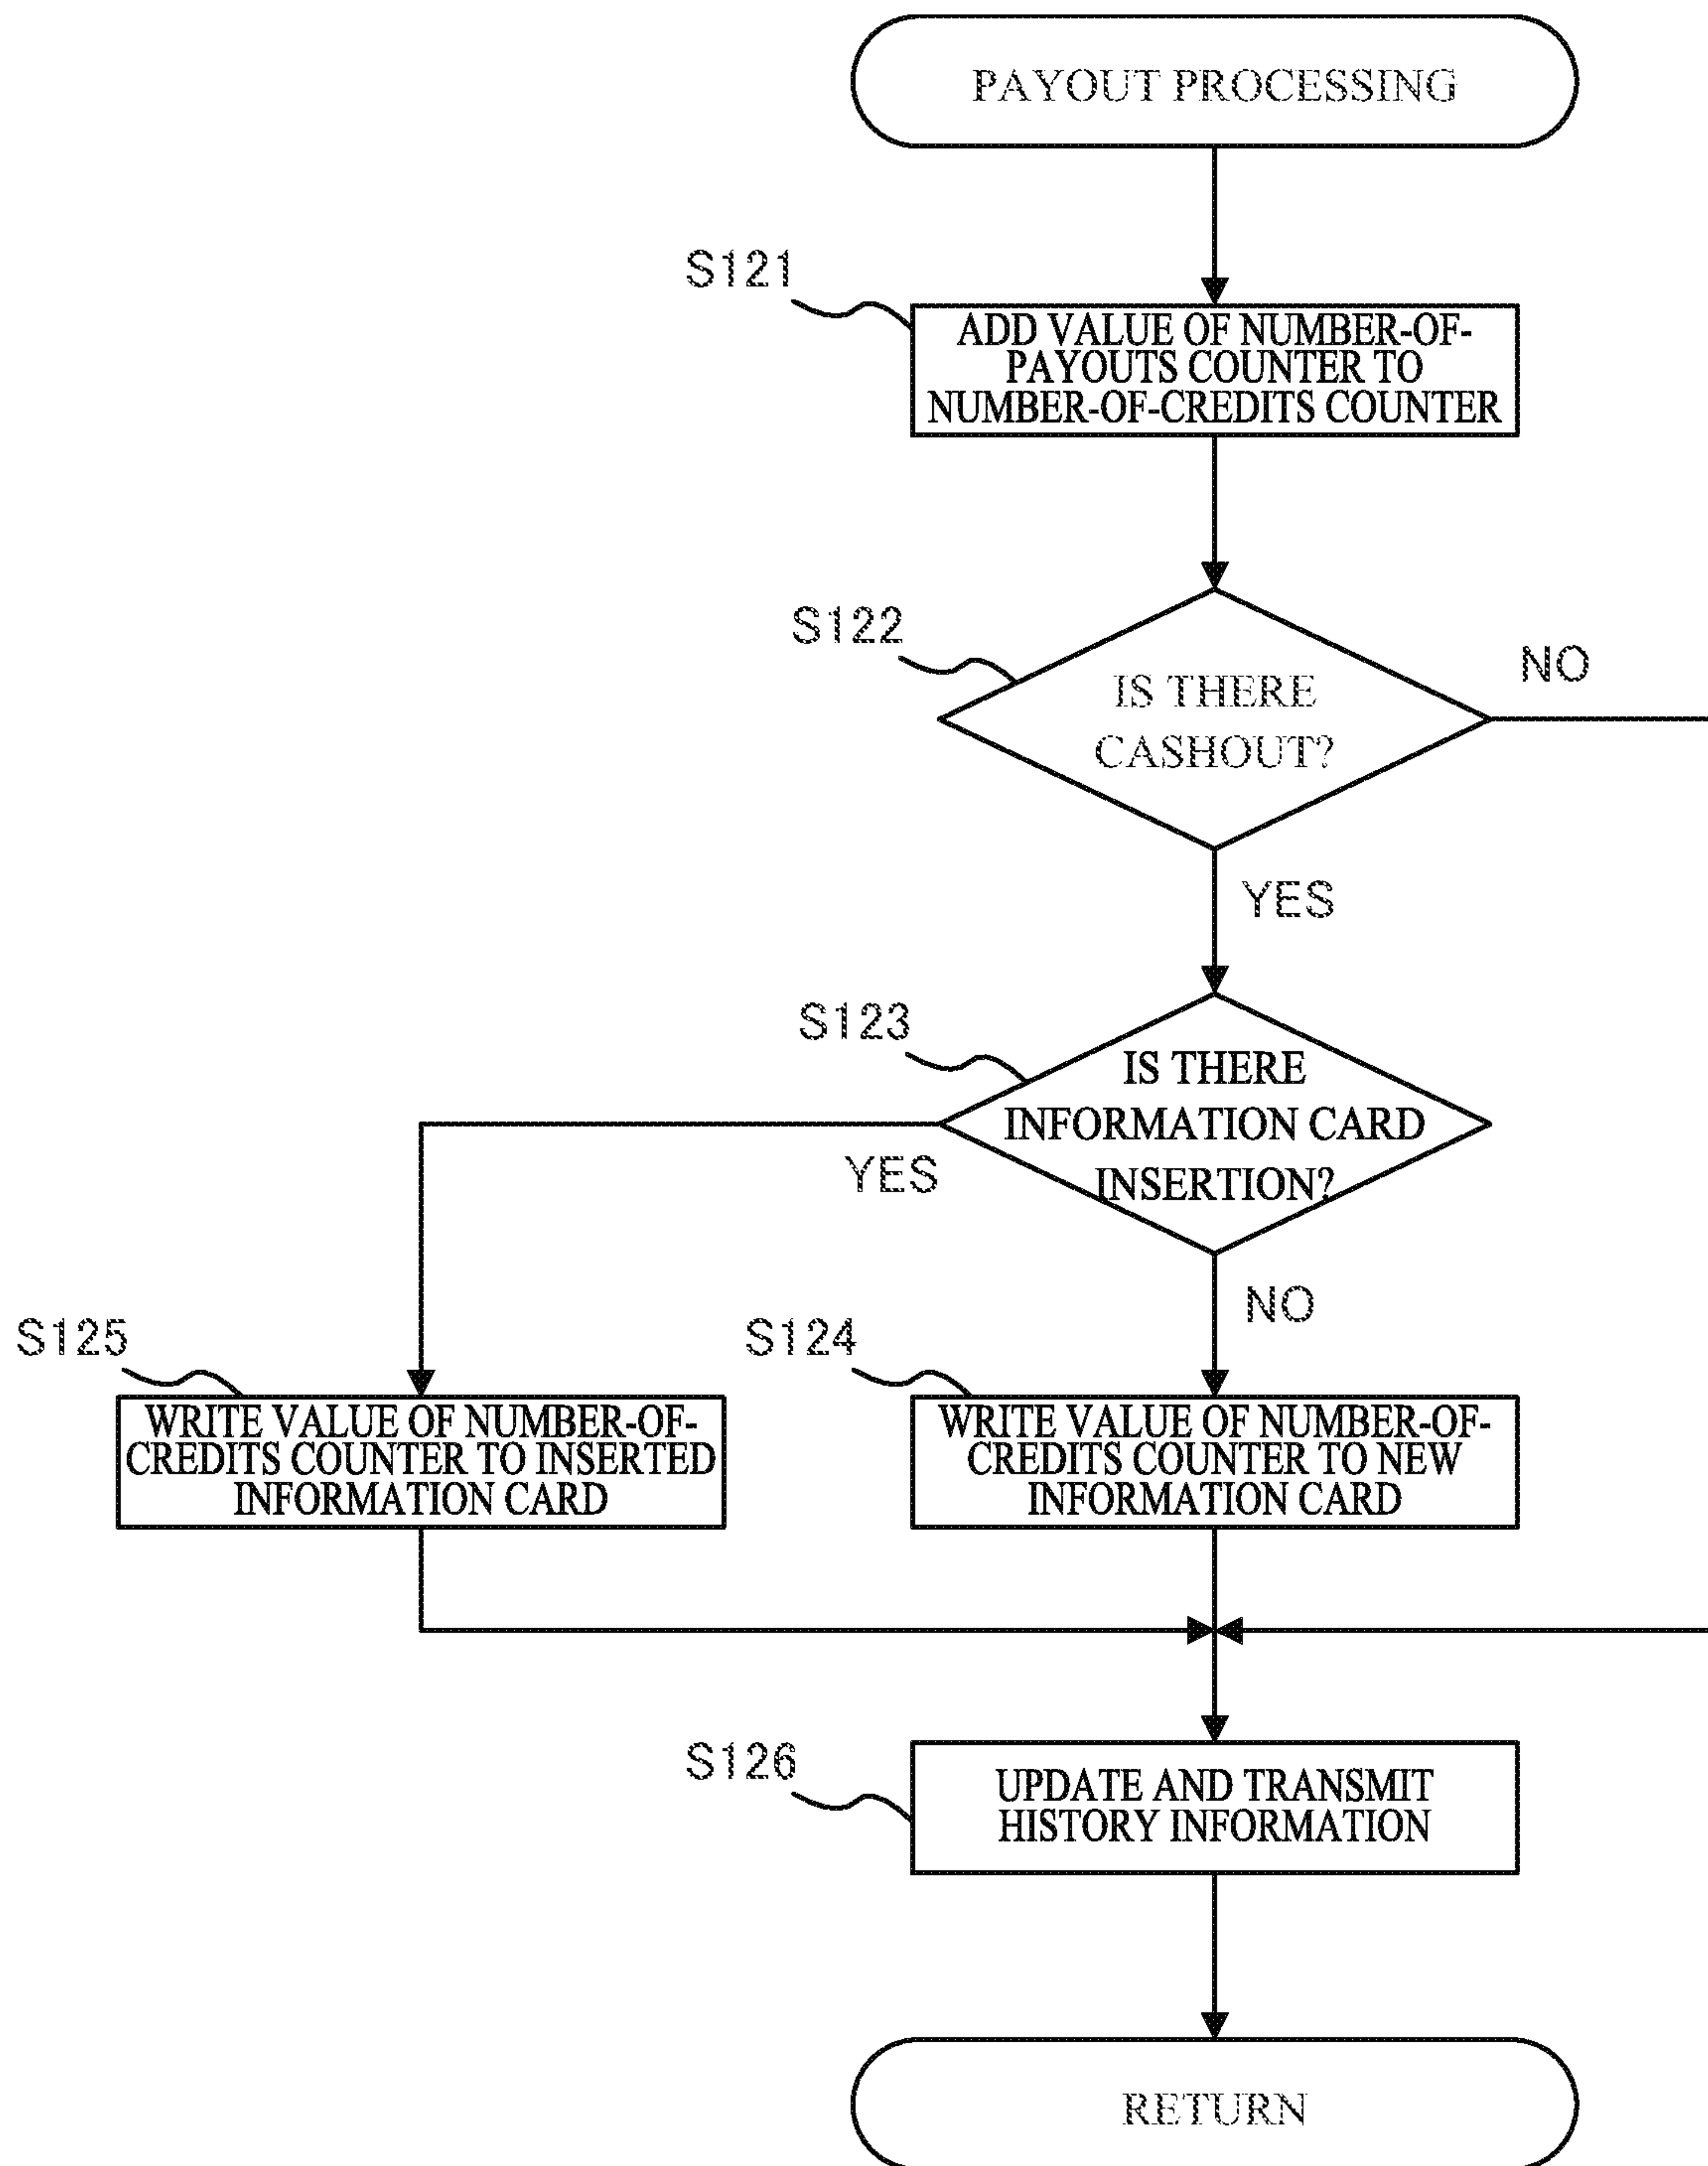 PAYOUT PROCESSING
S121
ADD VALUE OF NUMBER-OF-
PAYOUTS COUNTER TO
NUMBER-OF-CREDITS COUNTER
S122
IS THERE
CASHOUT?
NO
YES
S123
IS THERE
INFORMATION CARD
INSERTION?
YES
NO
S125
WRITE VALUE OF NUMBER-OF-
CREDITS COUNTER TO INSERTED
INFORMATION CARD
S124
WRITE VALUE OF NUMBER-OF-
CREDITS COUNTER TO NEW
INFORMATION CARD
S126
UPDATE AND TRANSMIT
HISTORY INFORMATION
RETURN